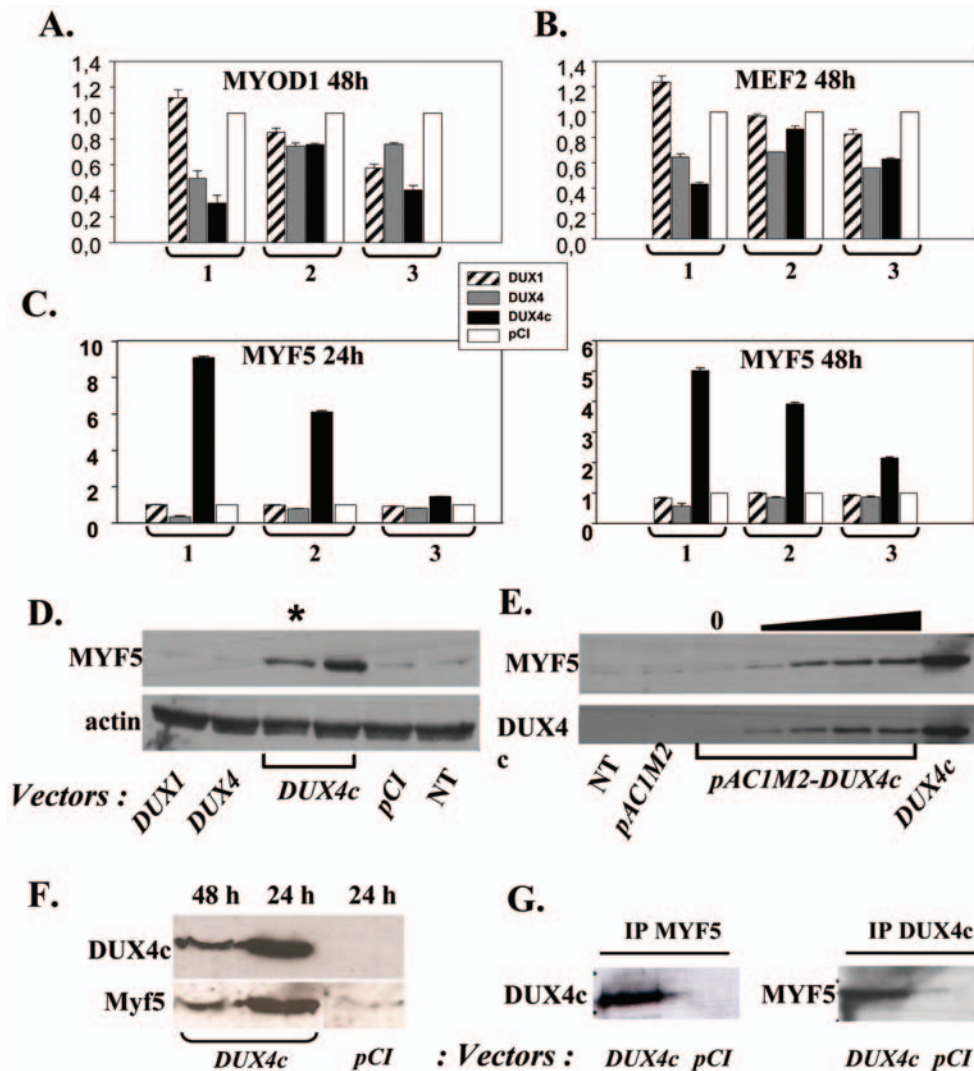 A.
MYOD1 48h
1,4
1,2
1,0
0,8
0,6
0,4
0,2
0,0
1 2 3
B.
MEF2 48h
1,4
1,2
1,0
0,8
0,6
0,4
0,2
0,0
1 2 3
DUX1
DUX4
DUX4c
pCI
C.
MYF5 24h
10
8
6
4
2
0
1 2 3
MYF5 48h
6
5
4
3
2
1
0
1 2 3
D.
*
MYF5
actin
Vectors : DUX1 DUX4 DUX4c pCI NT
E.
0
MYF5
DUX4
c
NT pAC1M2 pAC1M2-DUX4c DUX4c
F.
48 h 24 h 24 h
DUX4c
Myf5
DUX4c pCI
G.
IP MYF5 IP DUX4c
DUX4c MYF5
: Vectors : DUX4c pCI DUX4c pCI